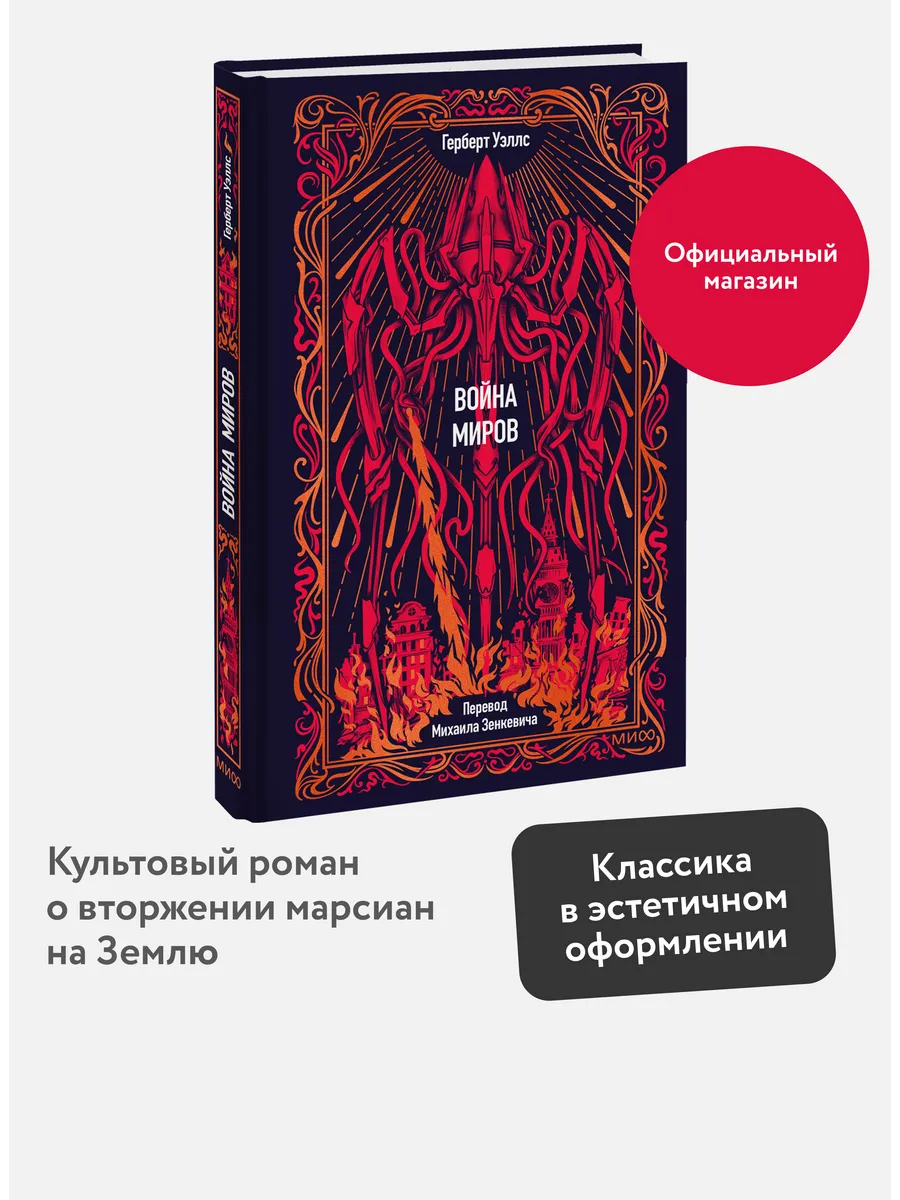 Герберт Уэллс
Герберт Уэллс
Официальный
магазин
ВОЙНА
МИРОВ
ВОЙНА МИРОВ
Перевод
Михаила Зенкевича
МИФ
МИФ
Культовый роман
о вторжении марсиан
на Землю
Классика
в эстетичном
оформлении